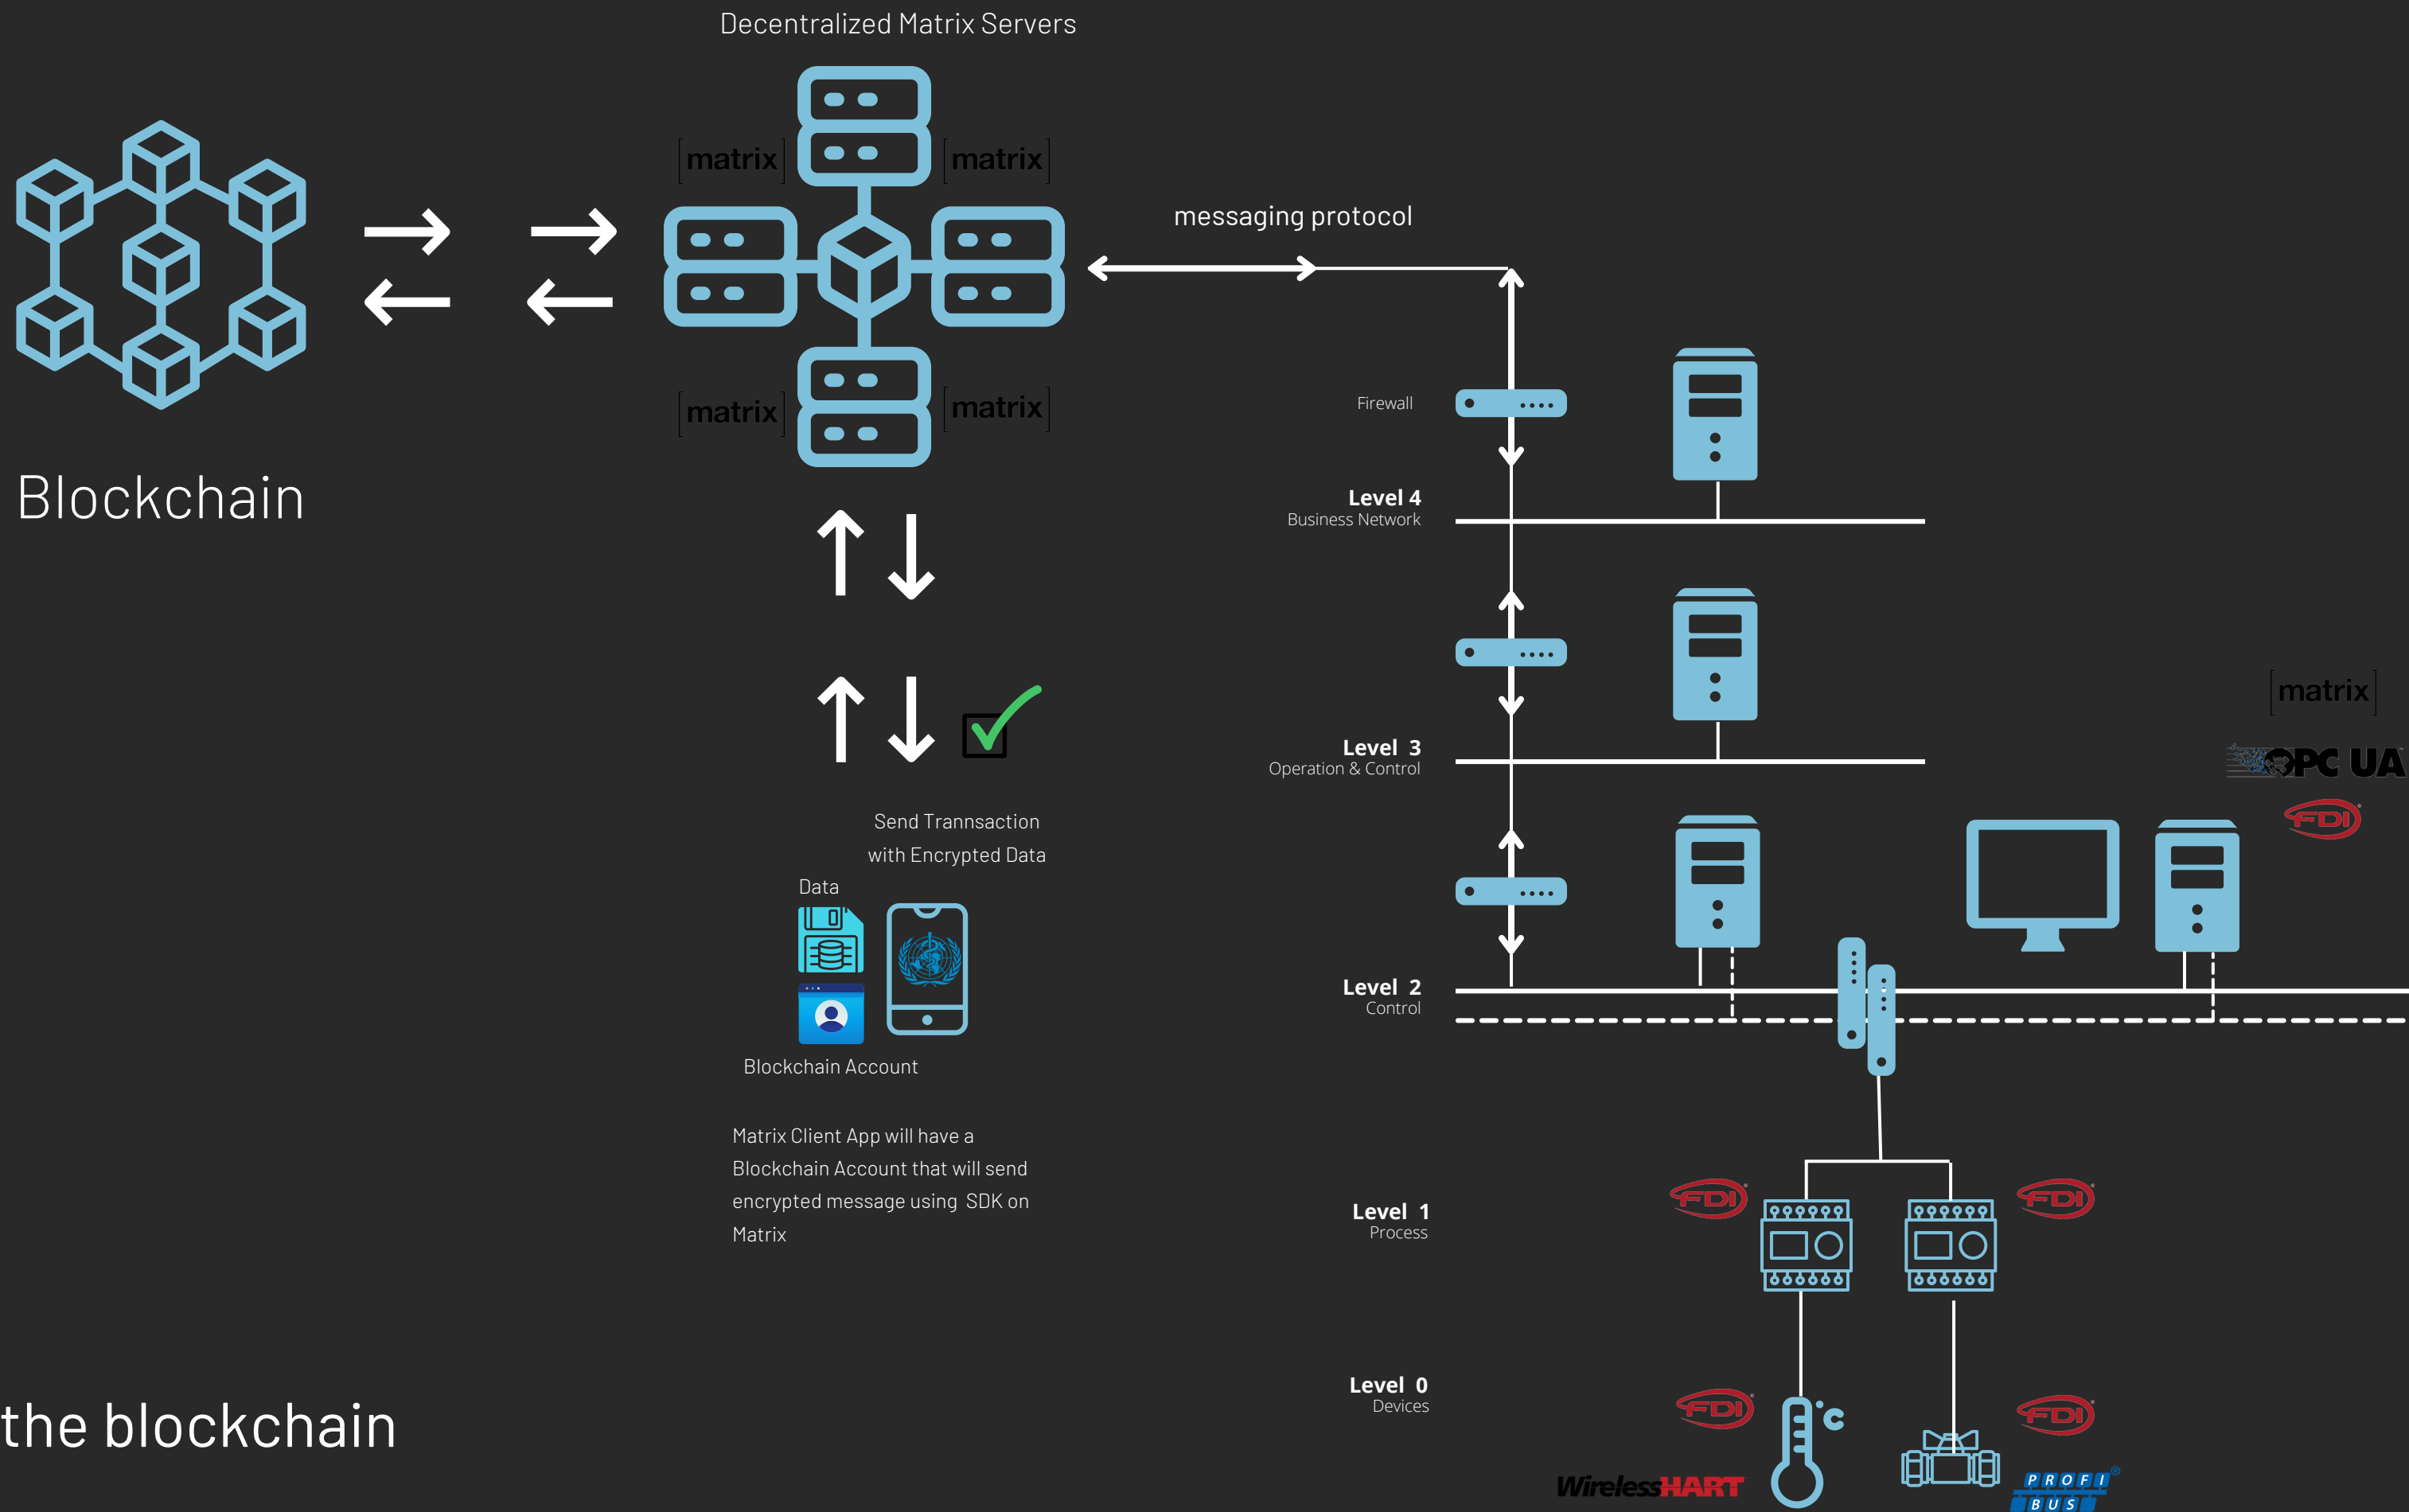 Decentralized Matrix Servers
[matrix]
[matrix]
[matrix]
[matrix]
Blockchain
messaging protocol
Firewall
Level 4
Business Network
Level 3
Operation & Control
[matrix]
OPC UA
FDI
Send Trannsaction
with Encrypted Data
Data
Blockchain Account
Matrix Client App will have a
Blockchain Account that will send
encrypted message using SDK on
Matrix
Level 2
Control
Level 1
Process
FDI
FDI
Level 0
Devices
FDI
FDI
°C
WirelessHART
PROFI
BUS
the blockchain